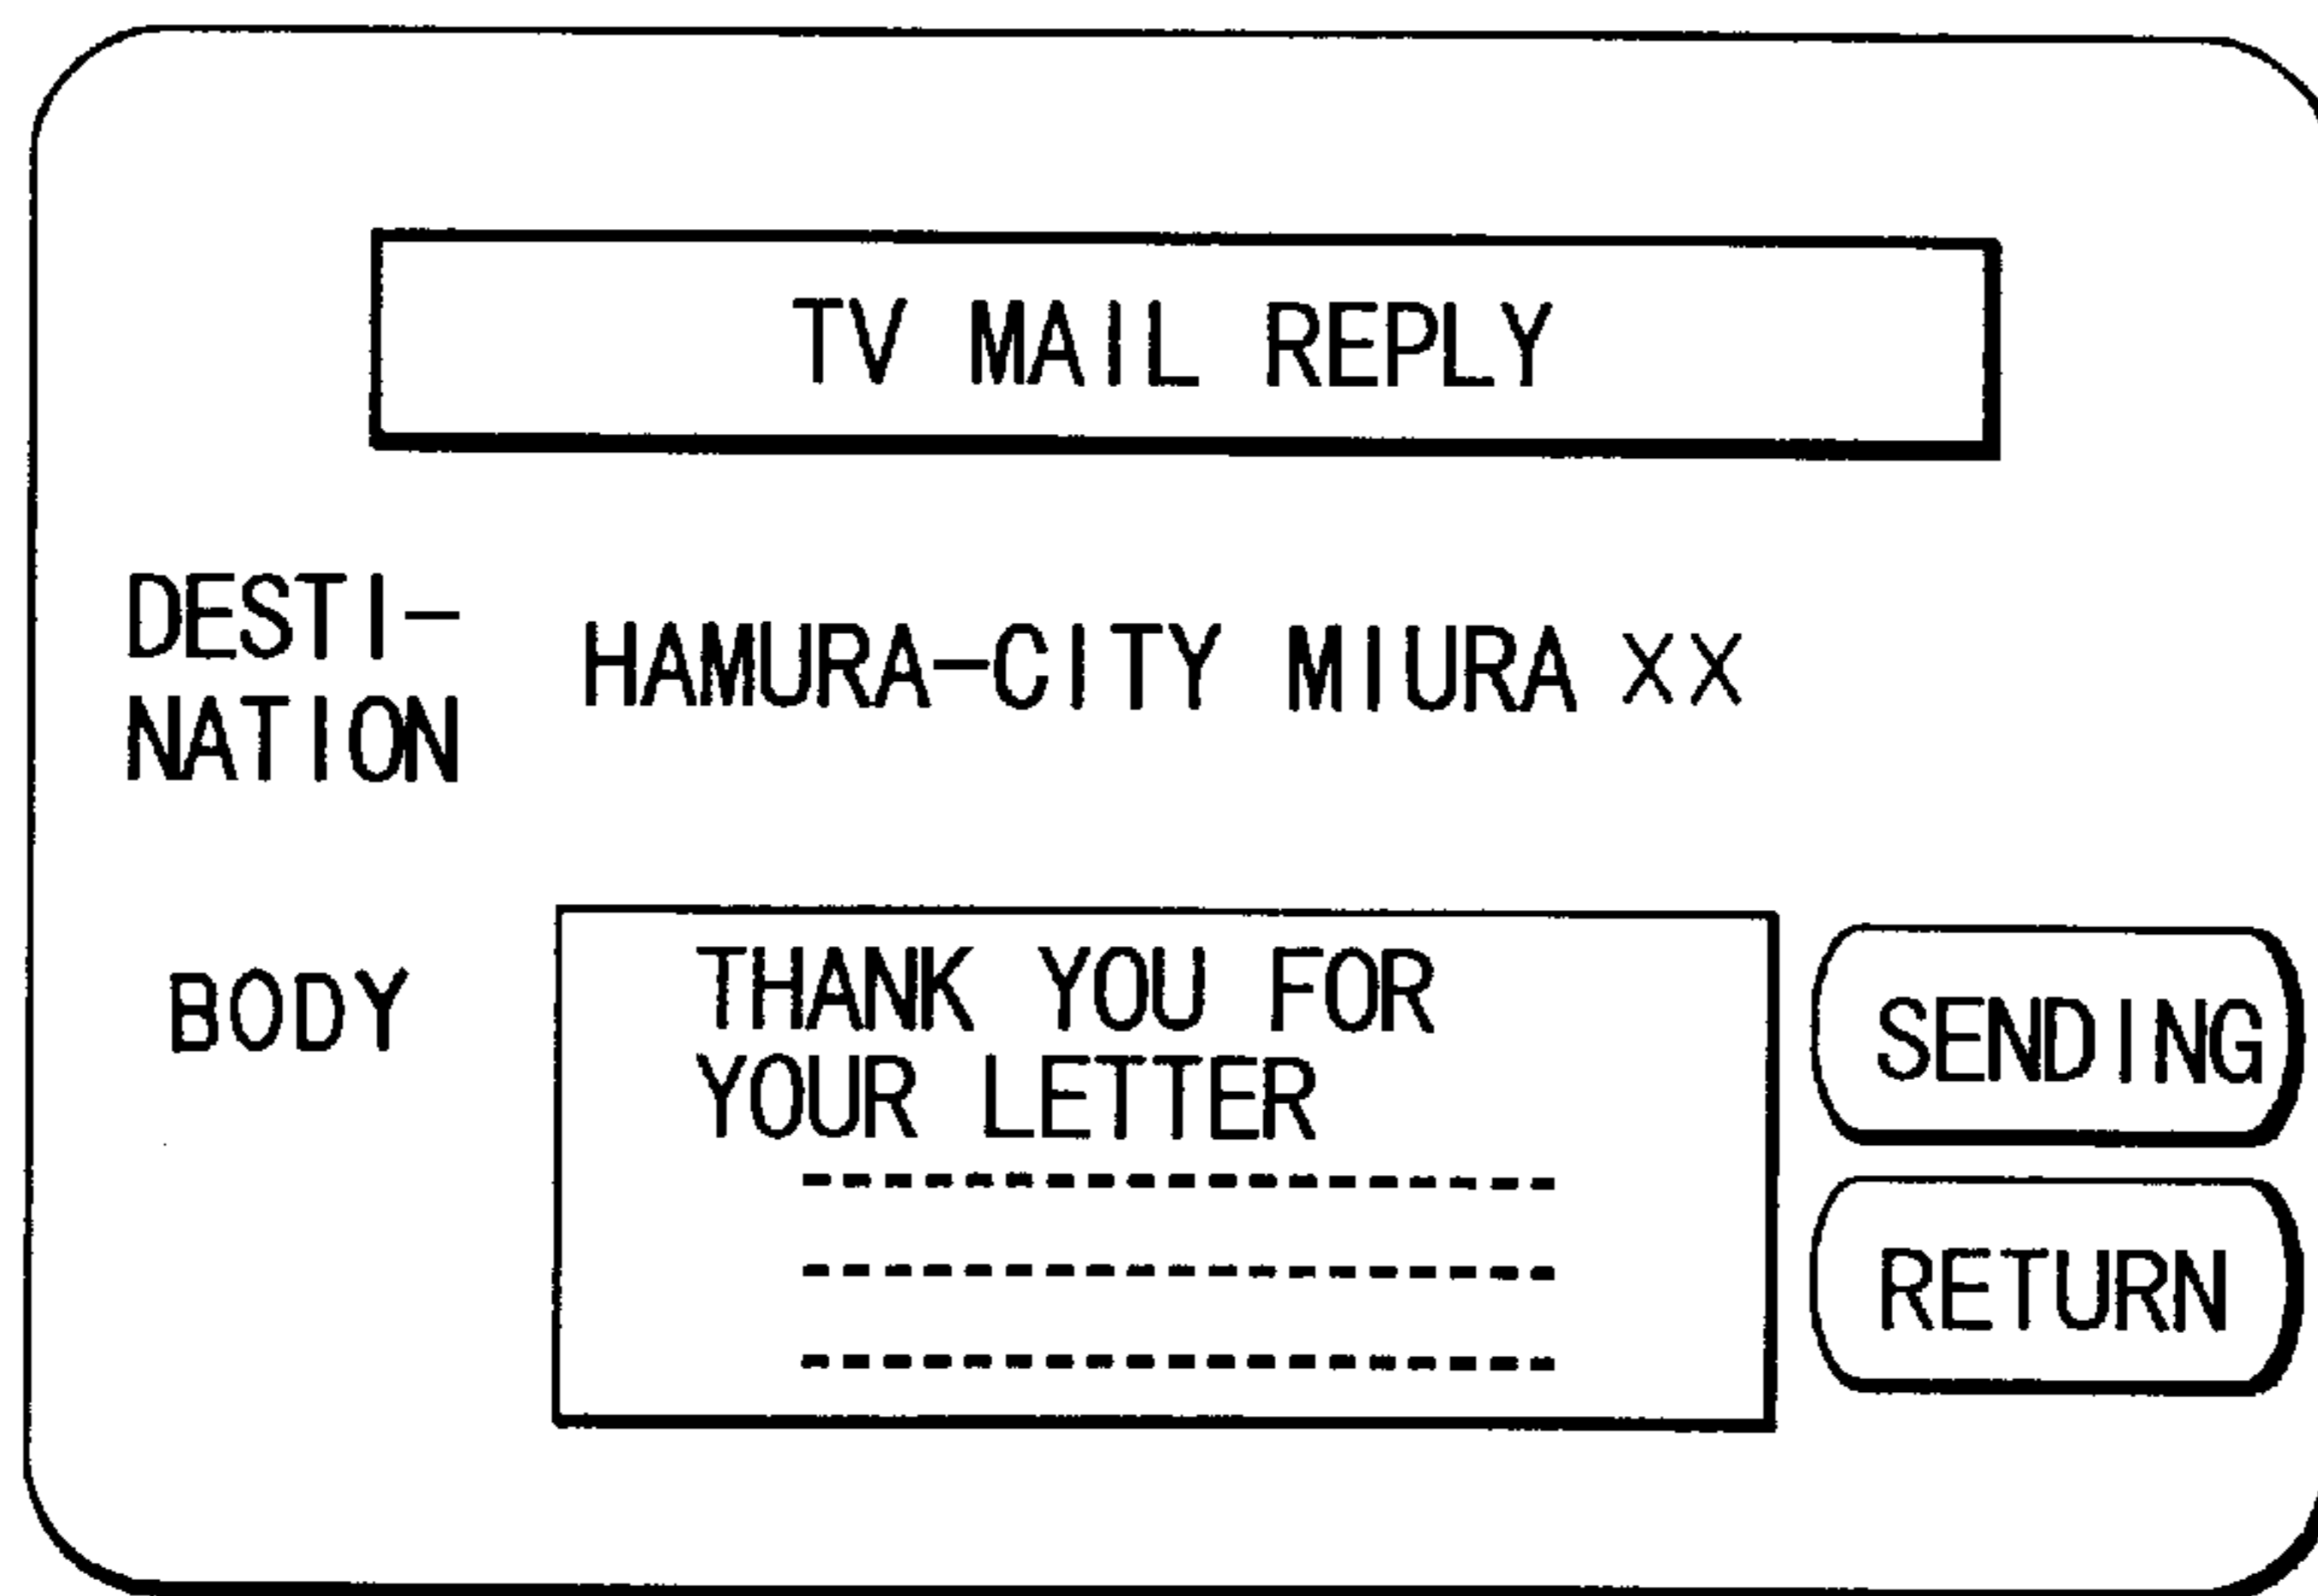 TV MAIL REPLY
DESTI-
NATION
HAMURA-CITY MIURA XX
BODY
THANK YOU FOR
YOUR LETTER
SENDING
RETURN